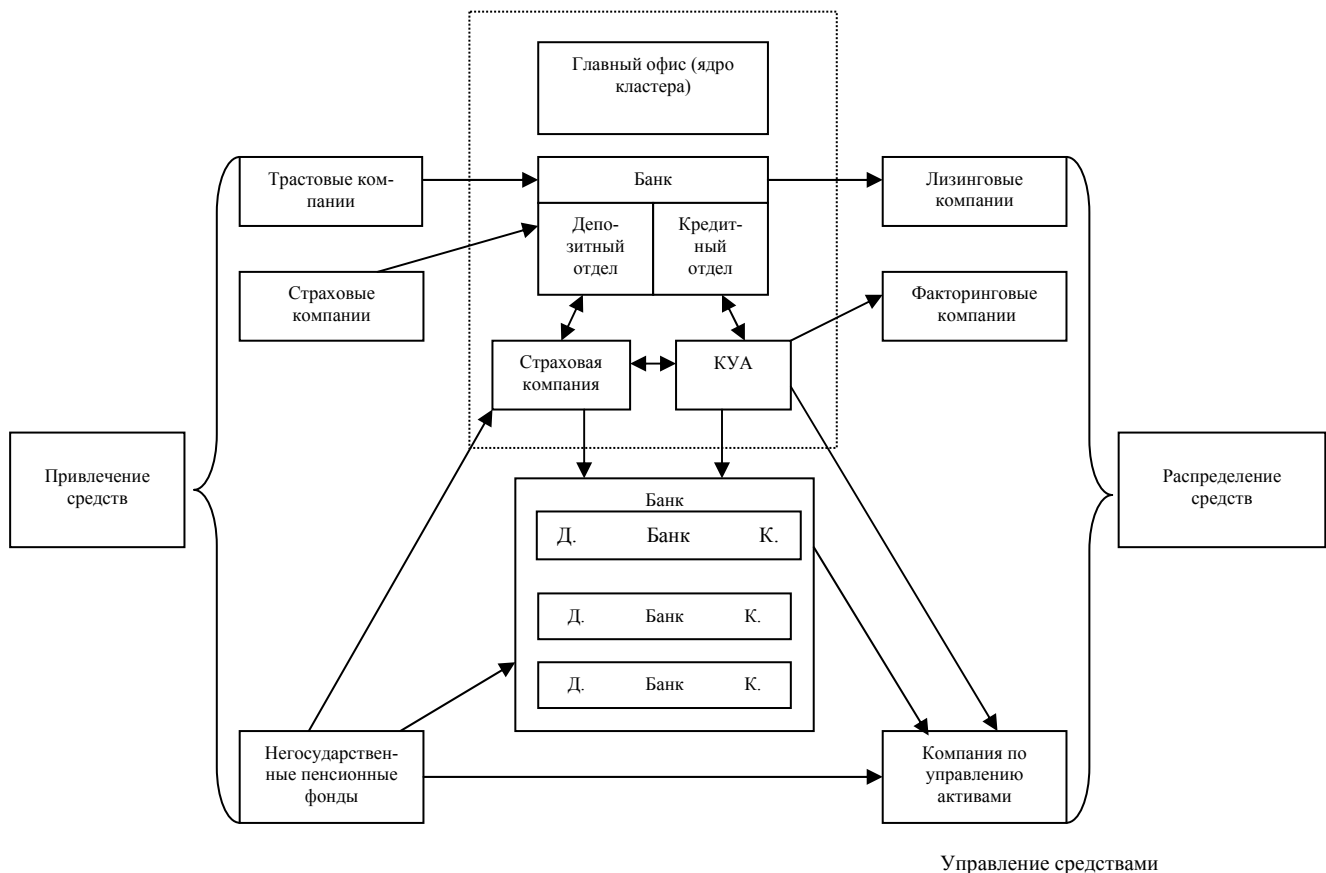 Главный офис (ядро
кластера)
Трастовые ком-
пании
Банк
Лизинговые
компании
Депо-
зитный
отдел
Кредит-
ный
отдел
Страховые
компании
Факторинговые
компании
Страховая
компания
КУА
Привлечение
средств
Распределение
средств
Банк
Д. Банк К.
Д. Банк К.
Д. Банк К.
Негосударствен-
ные пенсионные
фонды
Компания по
управлению
активами
Управление средствами